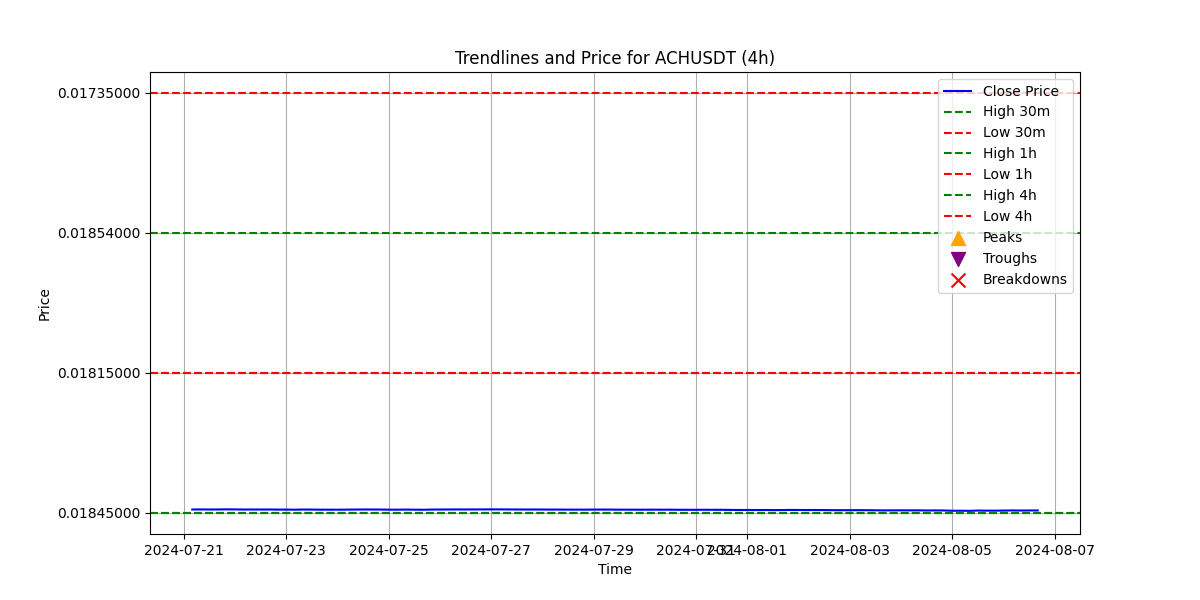 Trendlines and Price for ACHUSDT (4h)
0.01735000
0.01854000
0.01815000
0.01845000
Price
Close Price
High 30m
Low 30m
High 1h
Low 1h
High 4h
Low 4h
Peaks
Troughs
Breakdowns
2024-07-21 2024-07-23 2024-07-25 2024-07-27 2024-07-29 2024-07-31 2024-08-01 2024-08-03 2024-08-05 2024-08-07
Time